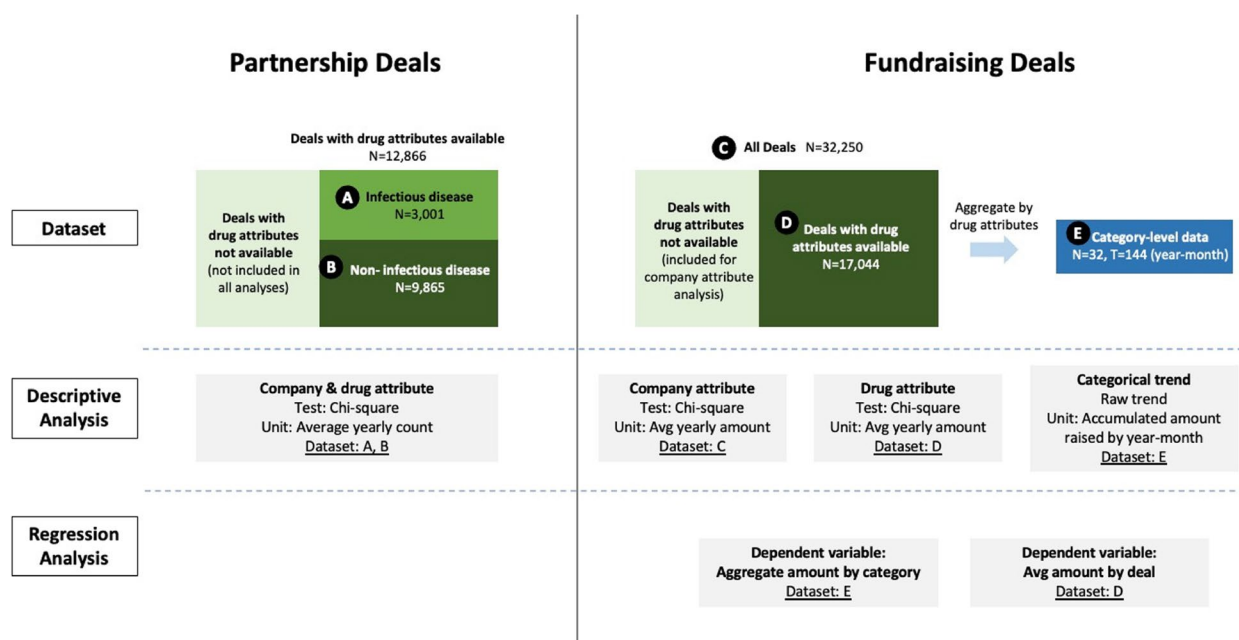 Partnership Deals
Fundraising Deals
Dataset
Deals with drug attributes available
N=12,866
Deals with
drug attributes
not available
(not included in
all analyses)
A Infectious disease
N=3,001
B Non- infectious disease
N=9,865
C All Deals N=32,250
Deals with
drug attributes
not available
(included for
company attribute
analysis)
D Deals with drug
attributes available
N=17,044
Aggregate by
drug attributes
E Category-level data
N=32, T=144 (year-month)
Descriptive
Analysis
Company & drug attribute
Test: Chi-square
Unit: Average yearly count
Dataset: A, B
Company attribute
Test: Chi-square
Unit: Avg yearly amount
Dataset: C
Drug attribute
Test: Chi-square
Unit: Avg yearly amount
Dataset: D
Categorical trend
Raw trend
Unit: Accumulated amount
raised by year-month
Dataset: E
Regression
Analysis
Dependent variable:
Aggregate amount by category
Dataset: E
Dependent variable:
Avg amount by deal
Dataset: D